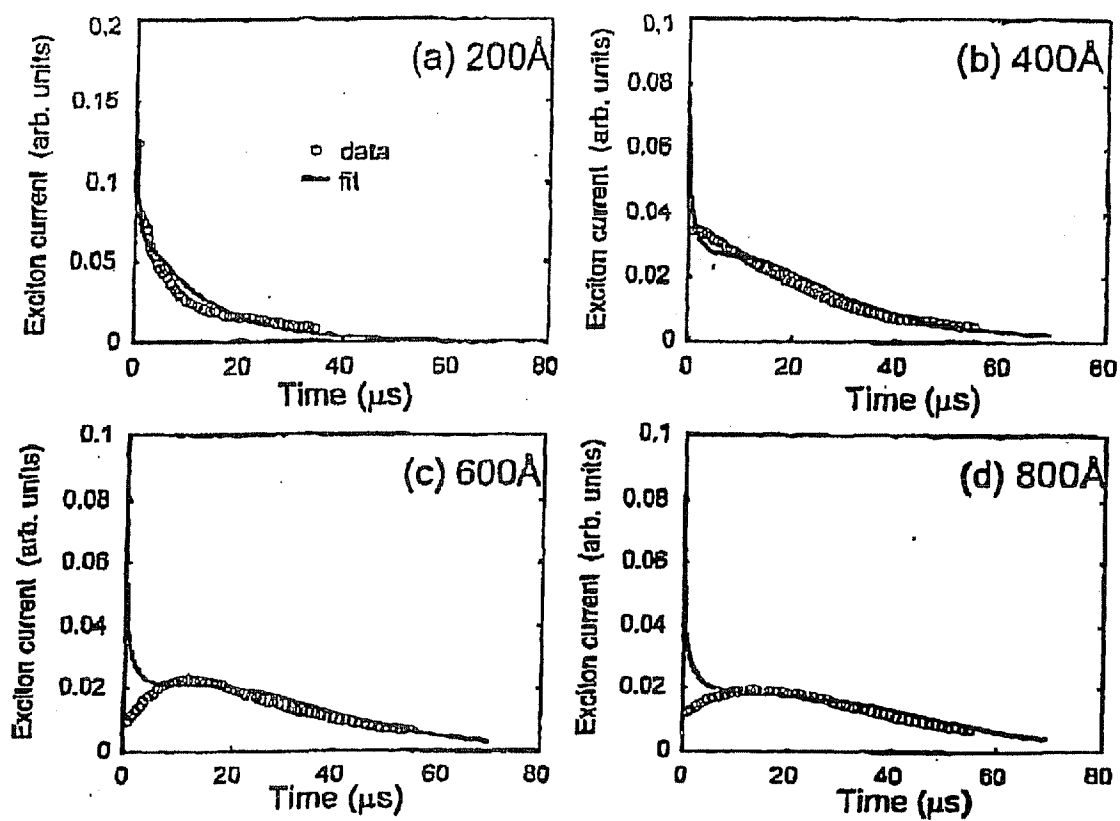 (a) 200Å
Exciton current (arb. units)
0.2
0.15
0.1
0.05
0
data
fit
0 20 40 60 80
Time (μs)
(b) 400Å
Exciton current (arb. units)
0.1
0.08
0.06
0.04
0.02
0
0 20 40 60 80
Time (μs)
(c) 600Å
Exciton current (arb. units)
0.1
0.08
0.06
0.04
0.02
0
0 20 40 60 80
Time (μs)
(d) 800Å
Exciton current (arb. units)
0.1
0.08
0.06
0.04
0.02
0
0 20 40 60 80
Time (μs)